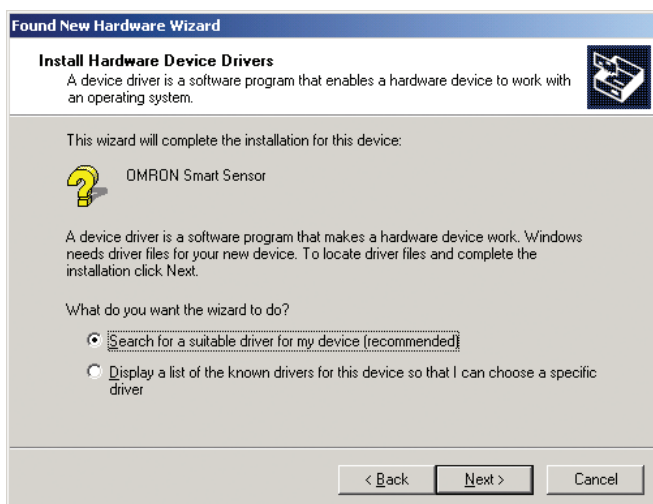 Found New Hardware Wizard
Install Hardware Device Drivers
A device driver is a software program that enables a hardware device to work with
an operating system.
This wizard will complete the installation for this device:
OMRON Smart Sensor
A device driver is a software program that makes a hardware device work. Windows
needs driver files for your new device. To locate driver files and complete the
installation click Next.
What do you want the wizard to do?
Search for a suitable driver for my device (recommended)
Display a list of the known drivers for this device so that I can choose a specific
driver
< Back Next > Cancel